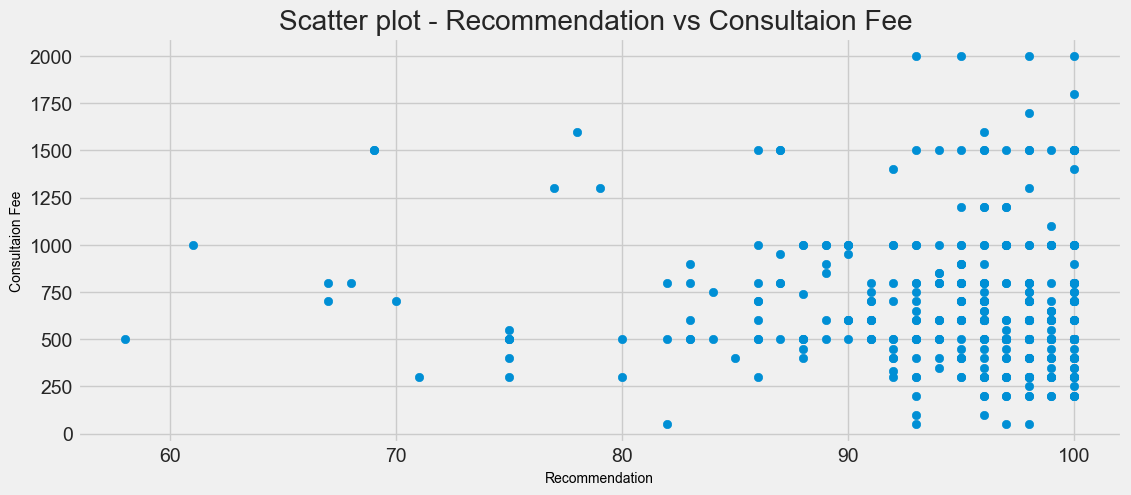 Scatter plot - Recommendation vs Consultaion Fee
Consultaion Fee
2000
1750
1500
1250
1000
750
500
250
0
60 70 80 90 100
Recommendation